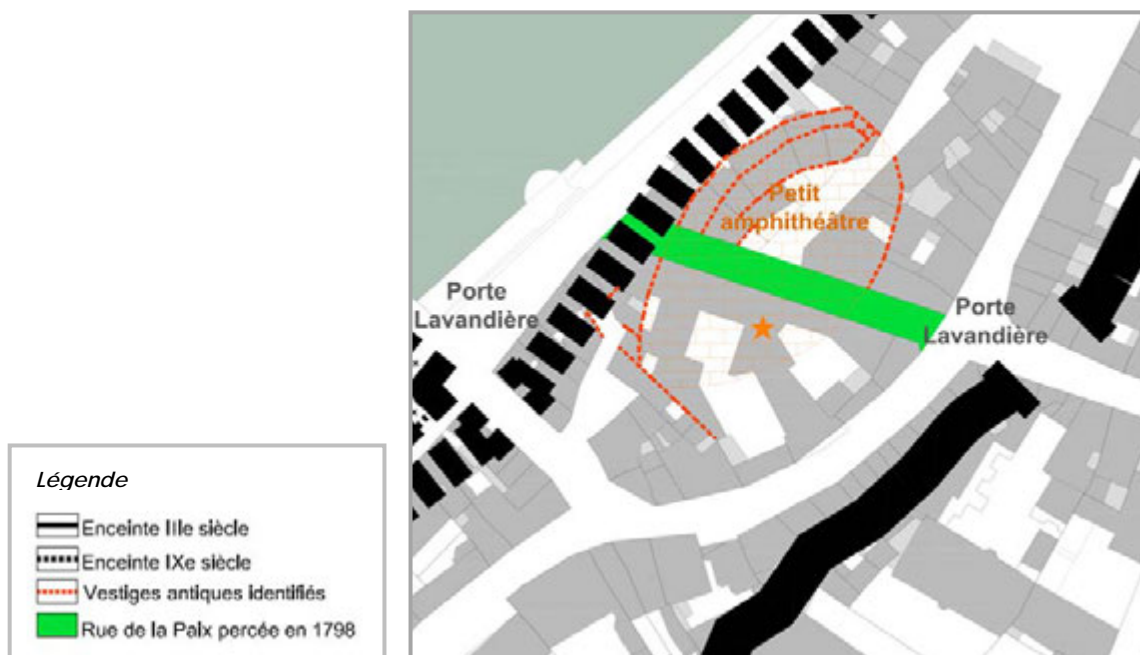 Petit
amphithéâtre
Porte
Lavandière
Porte
Lavandière
Légende
Enceinte IIIe siècle
Enceinte IXe siècle
Vestiges antiques identifiés
Rue de la Paix percée en 1798